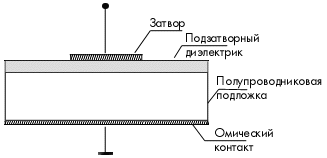 Затвор
Подзатворный
диэлектрик
Полупроводниковая
подложка
Омический
контакт